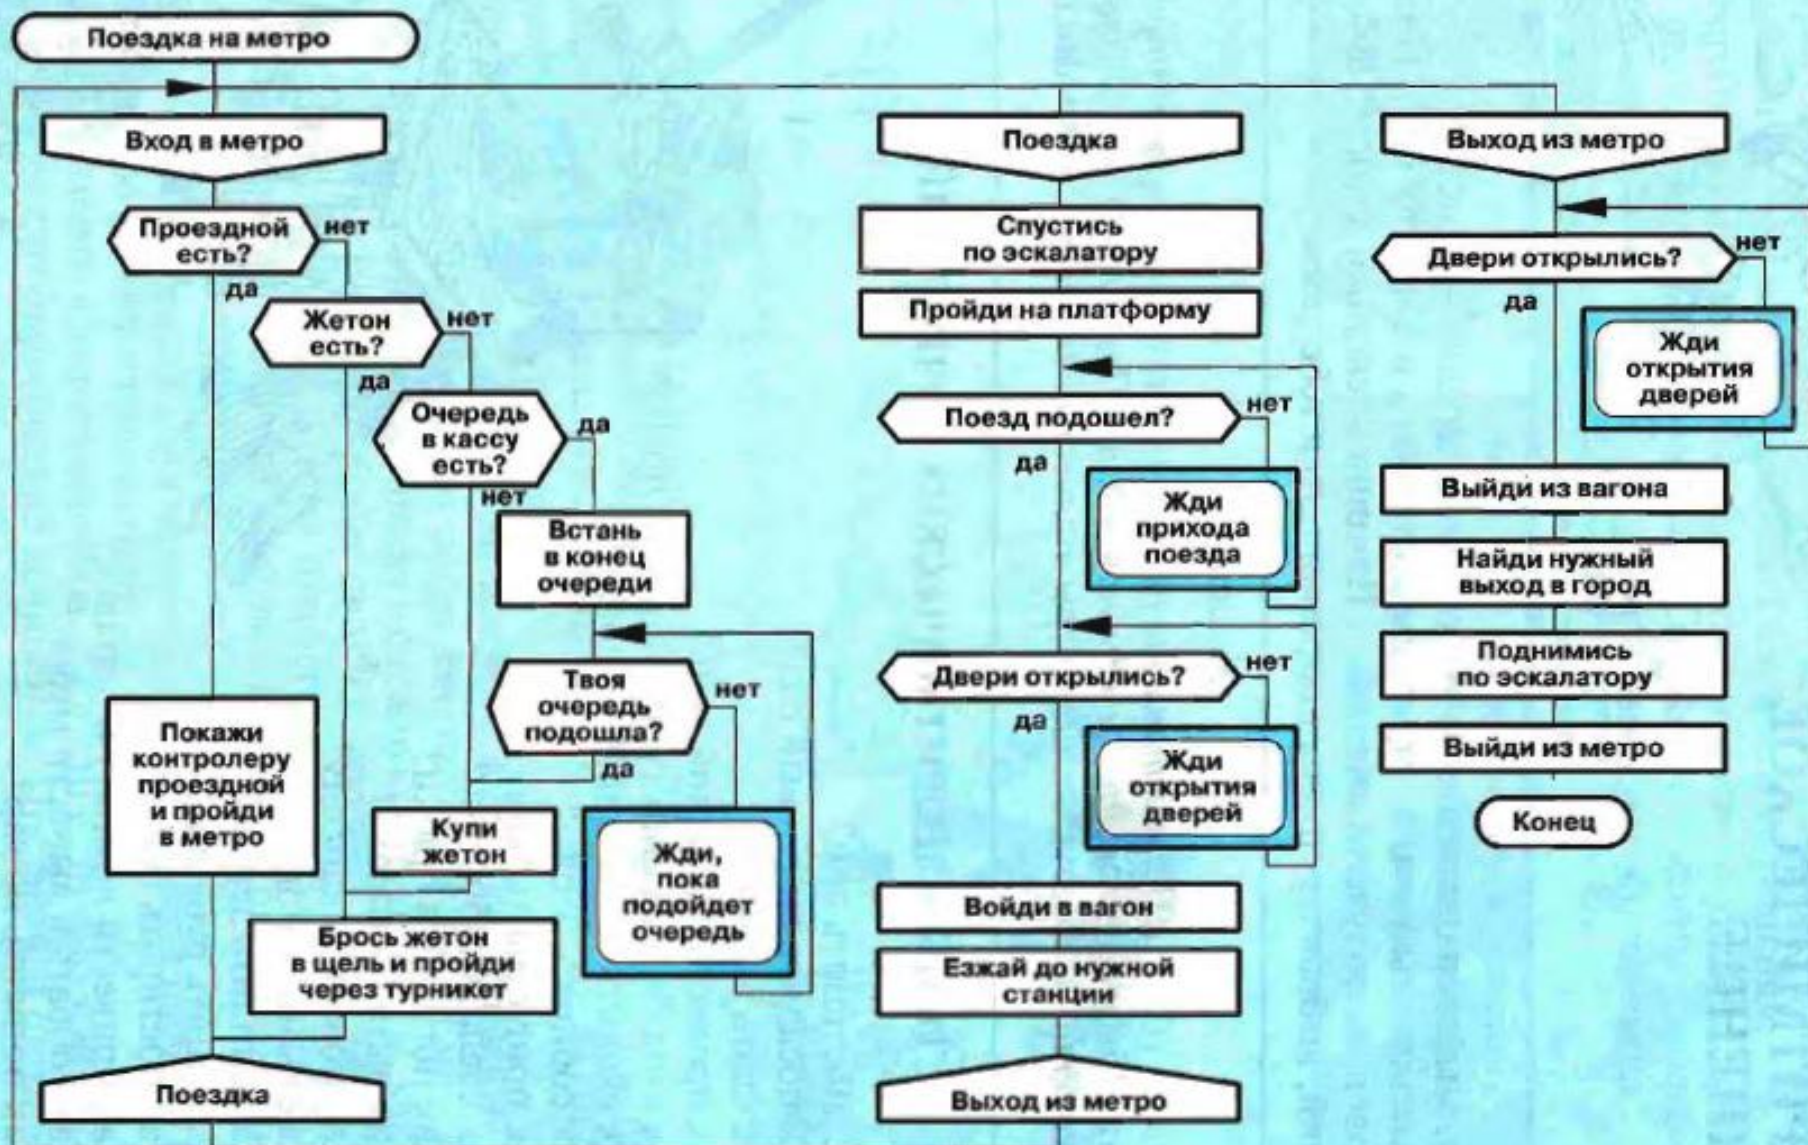 Поездка на метро
Вход в метро
Проездной
есть?
нет
да
Жетон
есть?
нет
да
Очередь
в кассу
есть?
да
нет
Встань
в конец
очереди
Твоя
очередь
подошла?
нет
да
Покажи
контролеру
проездной
и пройди
в метро
Купи
жетон
Жди,
пока
подойдет
очередь
Брось жетон
в щель и пройди
через турникет
Поездка
Поездка
Спустись
по эскалатору
Пройди на платформу
Поезд подошел?
нет
да
Жди
прихода
поезда
Двери открылись?
нет
да
Жди
открытия
дверей
Войди в вагон
Езжай до нужной
станции
Выход из метро
Выход из метро
Двери открылись?
нет
да
Жди
открытия
дверей
Выйди из вагона
Найди нужный
выход в город
Поднимись
по эскалатору
Выйди из метро
Конец